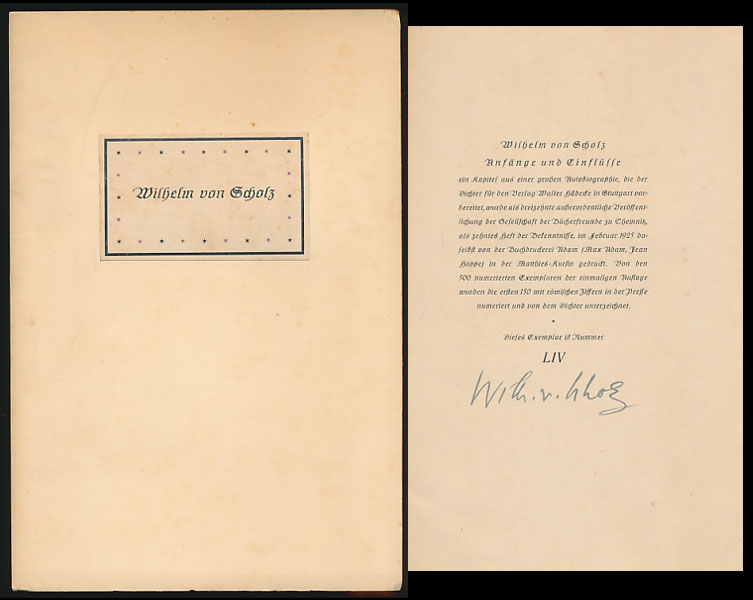 Wilhelm von Scholz
Wilhelm von Scholz
Anfänge und Einflüsse
ein Kapitel aus einer großen Autobiographie, die der
Dichter für den Verlag Walter Hädecke in Stuttgart vor-
bereitet, wurde als dreizehnte außerordentliche Veröffent-
lichung der Gesellschaft der Bücherfreunde zu Chemnitz,
als zehntes Heft der Bekenntnisse, im Februar 1925 da-
selbst von der Buchdruckerei Adam (Max Adam, Jean
Hoppe) in der Matthies-Kursiv gedruckt. Von den
500 numerierten Exemplaren der einmaligen Auflage
wurden die ersten 150 mit römischen Ziffern in der Presse
numeriert und von dem Dichter unterzeichnet.
Dieses Exemplar ist Nummer
LIV
Wilh. v. Scholz